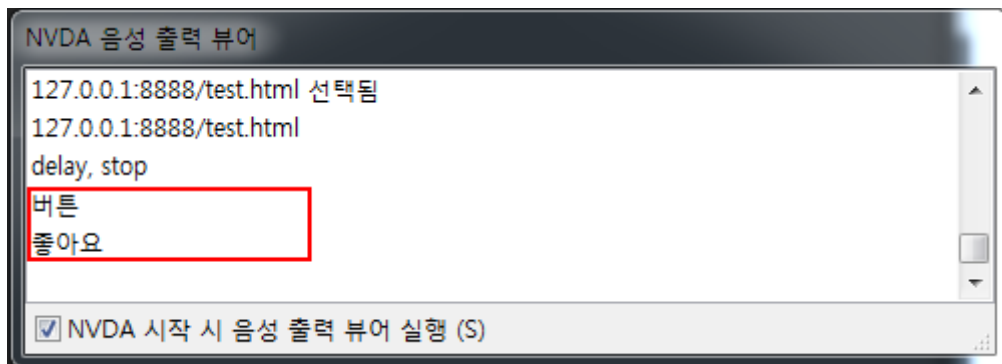 NVDA 음성 출력 뷰어
127.0.0.1:8888/test.html 선택됨
127.0.0.1:8888/test.html
delay, stop
버튼
좋아요
NVDA 시작 시 음성 출력 뷰어 실행 (S)